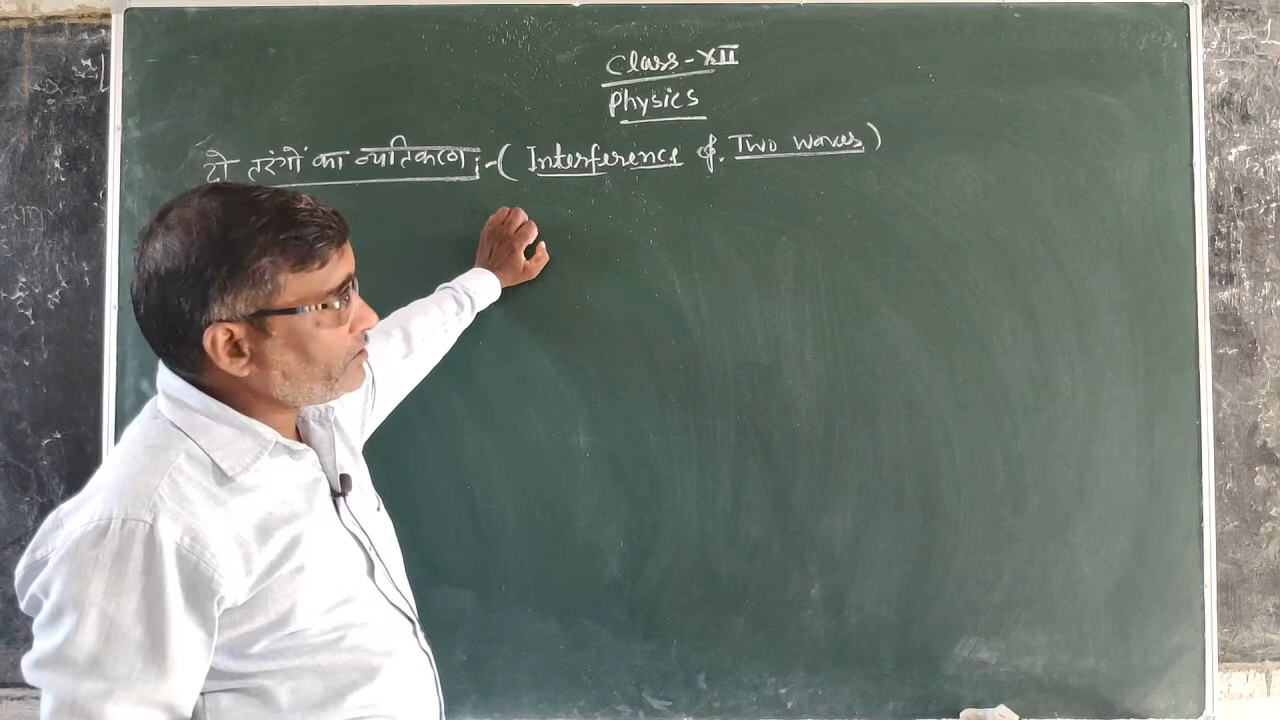 Class-XII
Physics
दो तरंगों का व्यतिकरण :-( Interference of. Two waves)